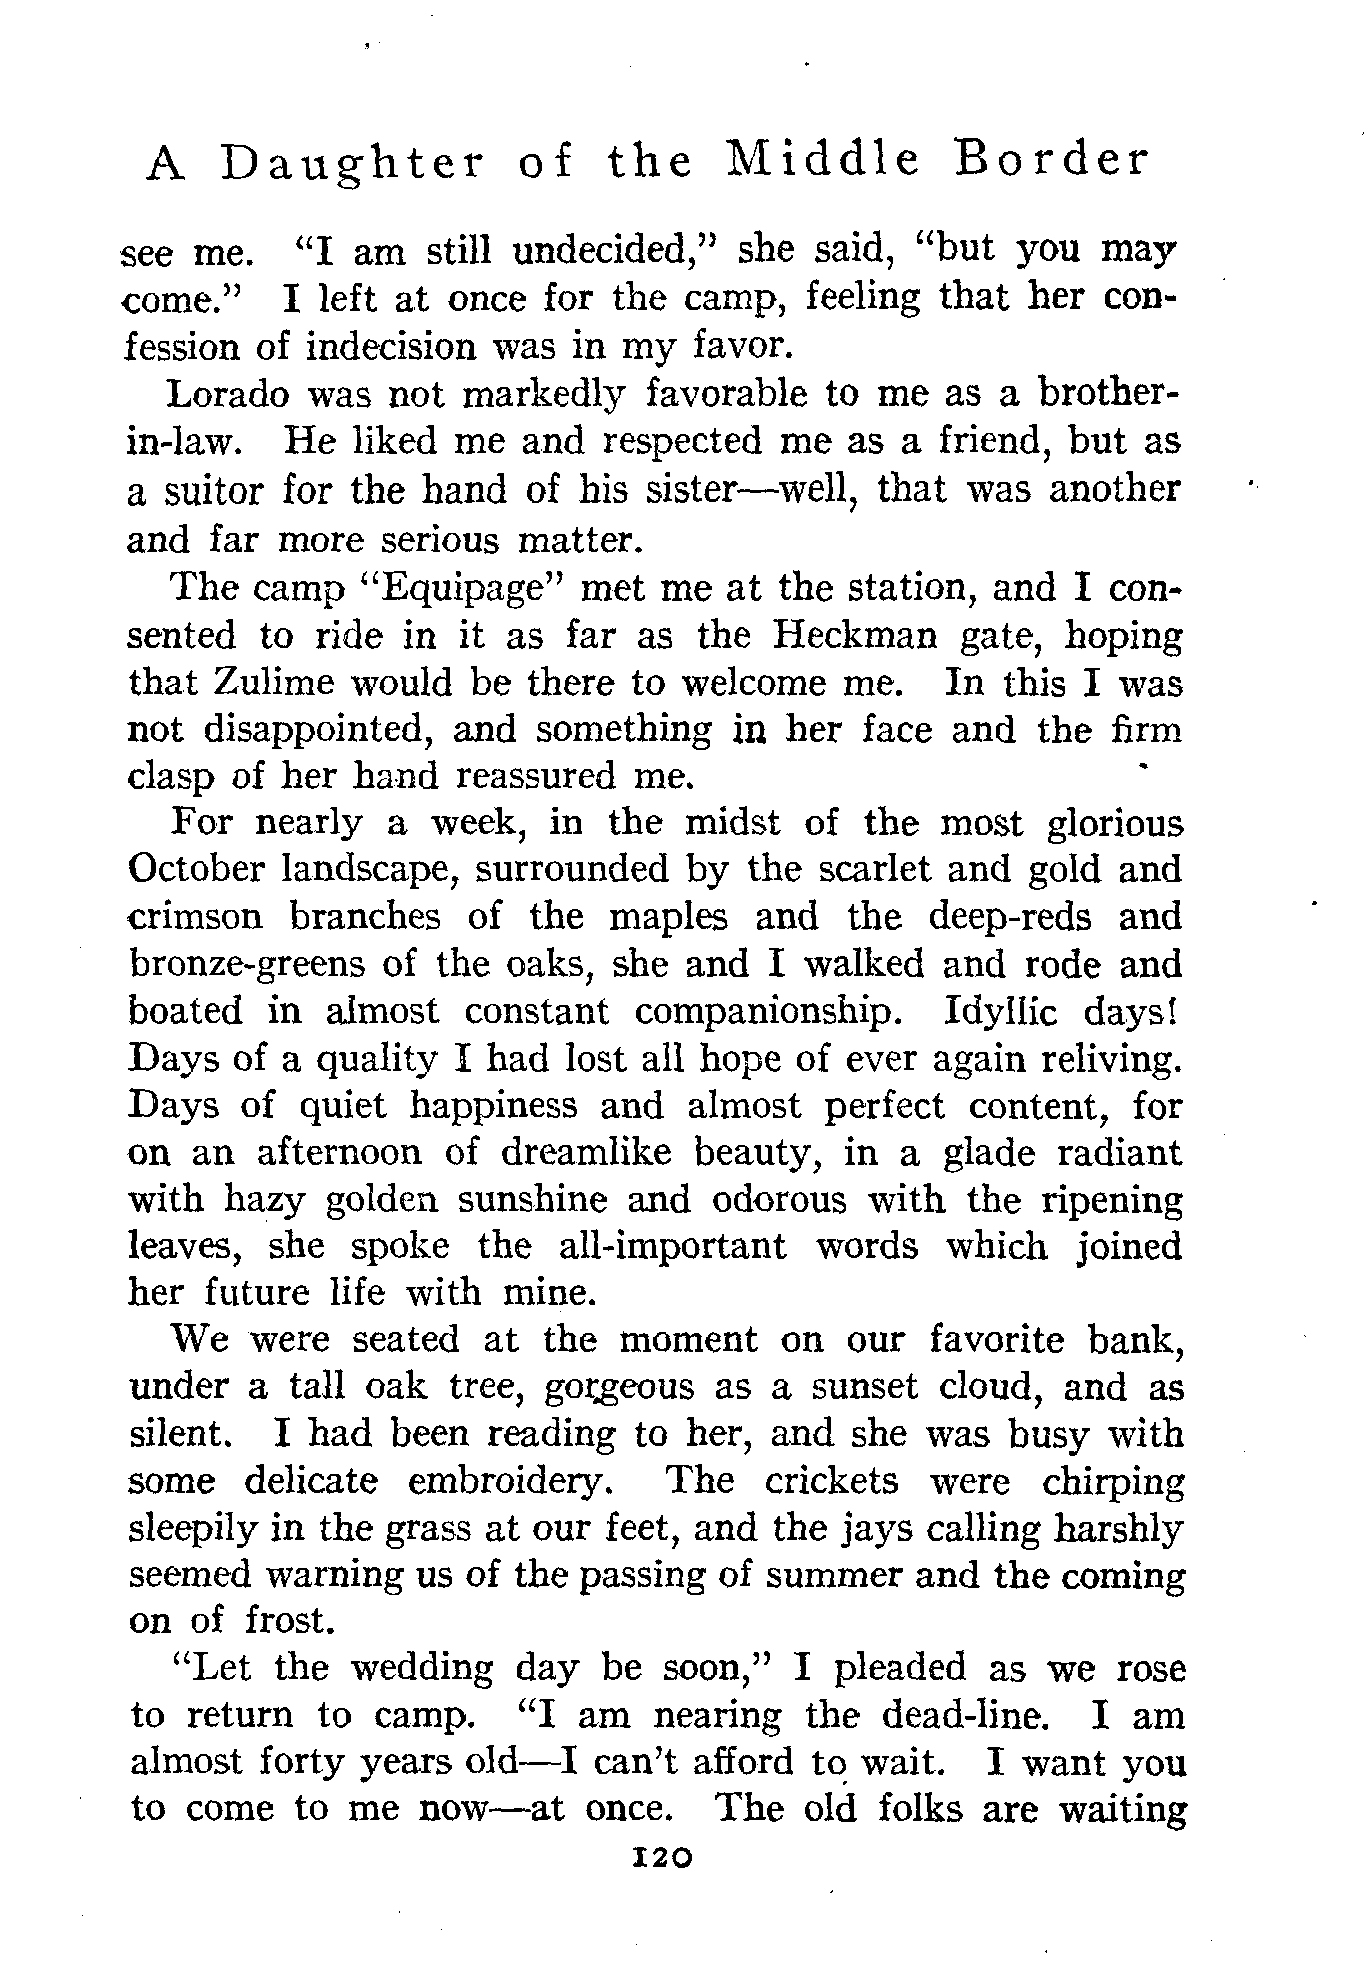 A Daughter of the Middle Border
see me. “I am still undecided,” she said, “but you may
come.” I left at once for the camp, feeling that her con-
fession of indecision was in my favor.
Lorado was not markedly favorable to me as a brother-
in-law. He liked me and respected me as a friend, but as
a suitor for the hand of his sister—well, that was another
and far more serious matter.
The camp “Equipage” met me at the station, and I con-
sented to ride in it as far as the Heckman gate, hoping
that Zulime would be there to welcome me. In this I was
not disappointed, and something in her face and the firm
clasp of her hand reassured me.
For nearly a week, in the midst of the most glorious
October landscape, surrounded by the scarlet and gold and
crimson branches of the maples and the deep-reds and
bronze-greens of the oaks, she and I walked and rode and
boated in almost constant companionship. Idyllic days!
Days of a quality I had lost all hope of ever again reliving.
Days of quiet happiness and almost perfect content, for
on an afternoon of dreamlike beauty, in a glade radiant
with hazy golden sunshine and odorous with the ripening
leaves, she spoke the all-important words which joined
her future life with mine.
We were seated at the moment on our favorite bank,
under a tall oak tree, gorgeous as a sunset cloud, and as
silent. I had been reading to her, and she was busy with
some delicate embroidery. The crickets were chirping
sleepily in the grass at our feet, and the jays calling harshly
seemed warning us of the passing of summer and the coming
on of frost.
“Let the wedding day be soon,” I pleaded as we rose
to return to camp. “I am nearing the dead-line. I am
almost forty years old—I can’t afford to wait. I want you
to come to me now—at once. The old folks are waiting
120